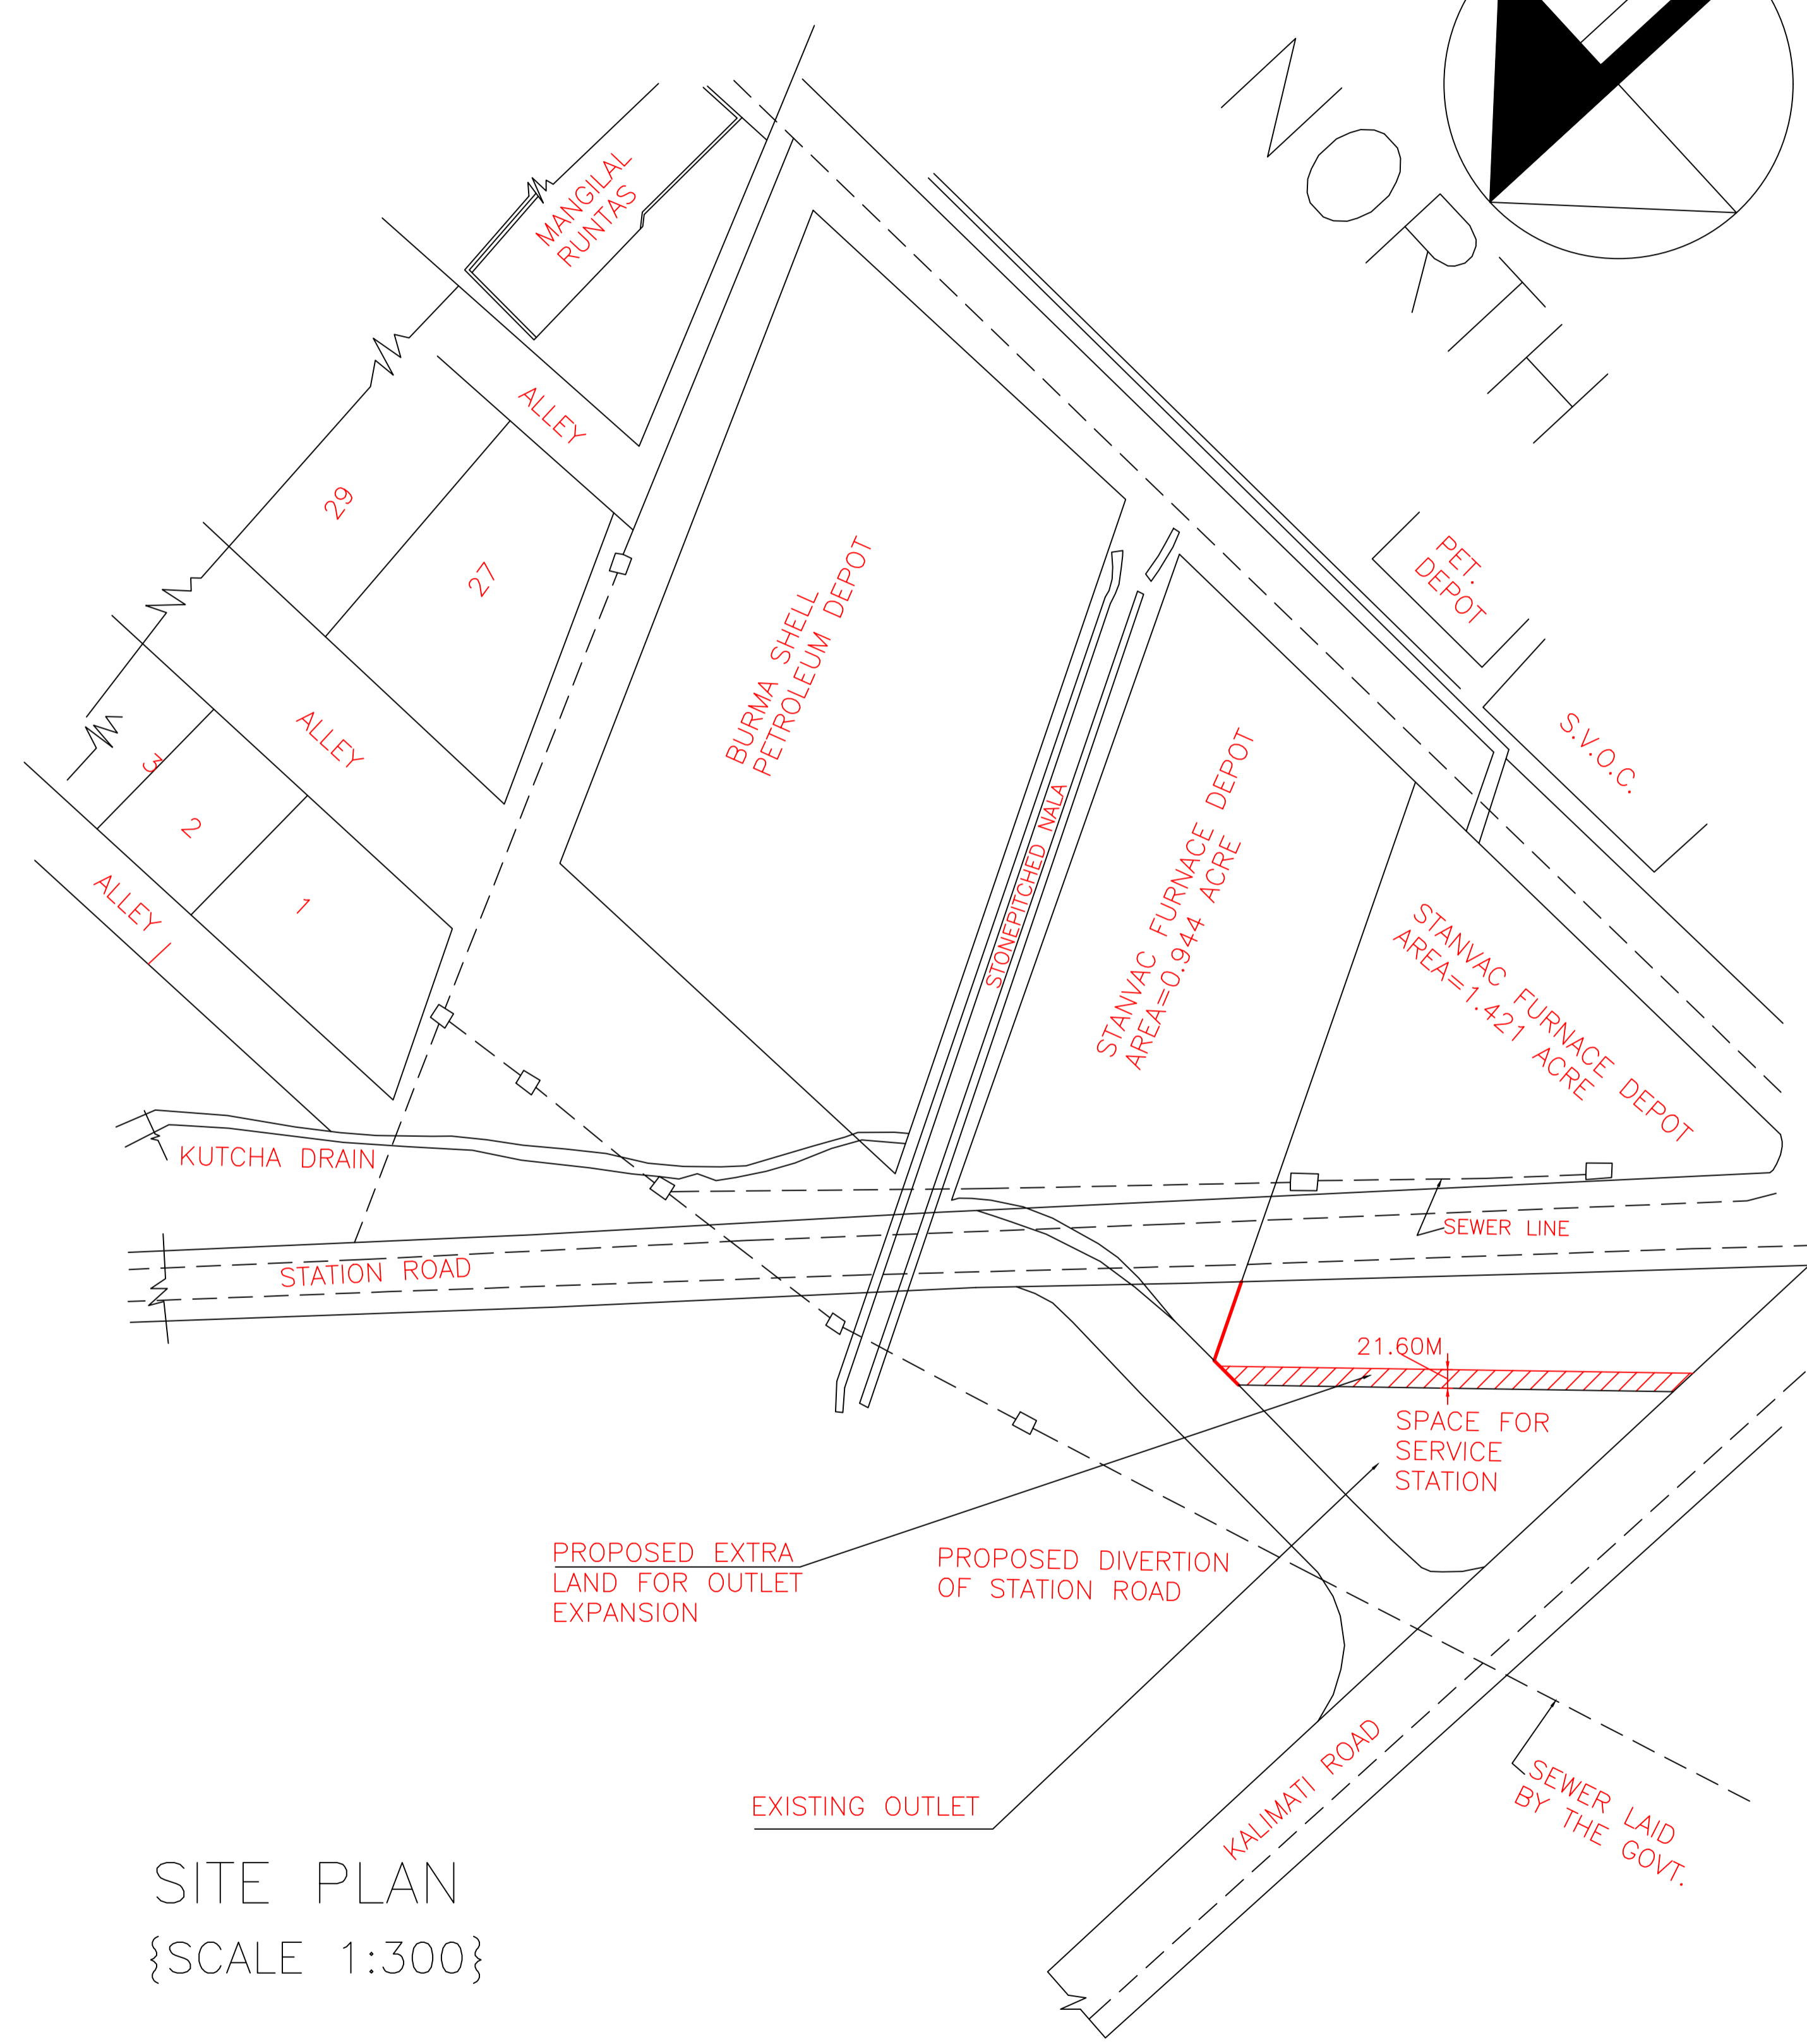 NORTH
MANGILAL
RUNTAS
ALLEY
29
27
BURMA SHELL
PETROLEUM DEPOT
PET.
DEPOT
S.V.O.C.
ALLEY
3
2
1
ALLEY 1
STONEPITCHED NALA
STANVAC FURNACE DEPOT
AREA=0.944 ACRE
STANVAC FURNACE DEPOT
AREA=1.421 ACRE
KUTCHA DRAIN
SEWER LINE
STATION ROAD
21.60M
SPACE FOR
SERVICE
STATION
PROPOSED EXTRA
LAND FOR OUTLET
EXPANSION
PROPOSED DIVERTION
OF STATION ROAD
EXISTING OUTLET
KALIMATI ROAD
SEWER LAID
BY THE GOVT.
SITE PLAN
{SCALE 1:300}